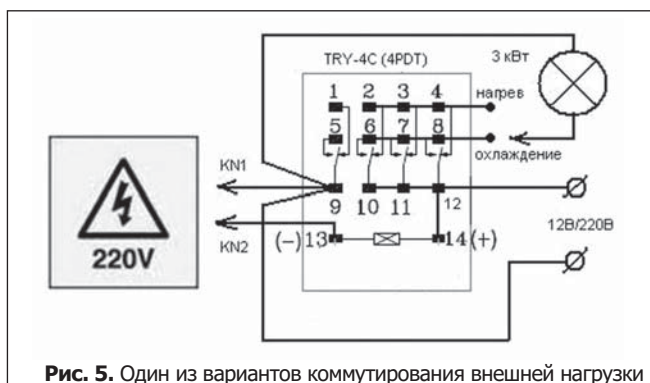 TRY-4C (4PDT)
3 кВт
1 2 3 4
нагрев
5 6 7 8
охлаждение
KN1
9 10 11 12
12В/220В
KN2
(-) 13 14 (+)
220V
Рис. 5. Один из вариантов коммутирования внешней нагрузки